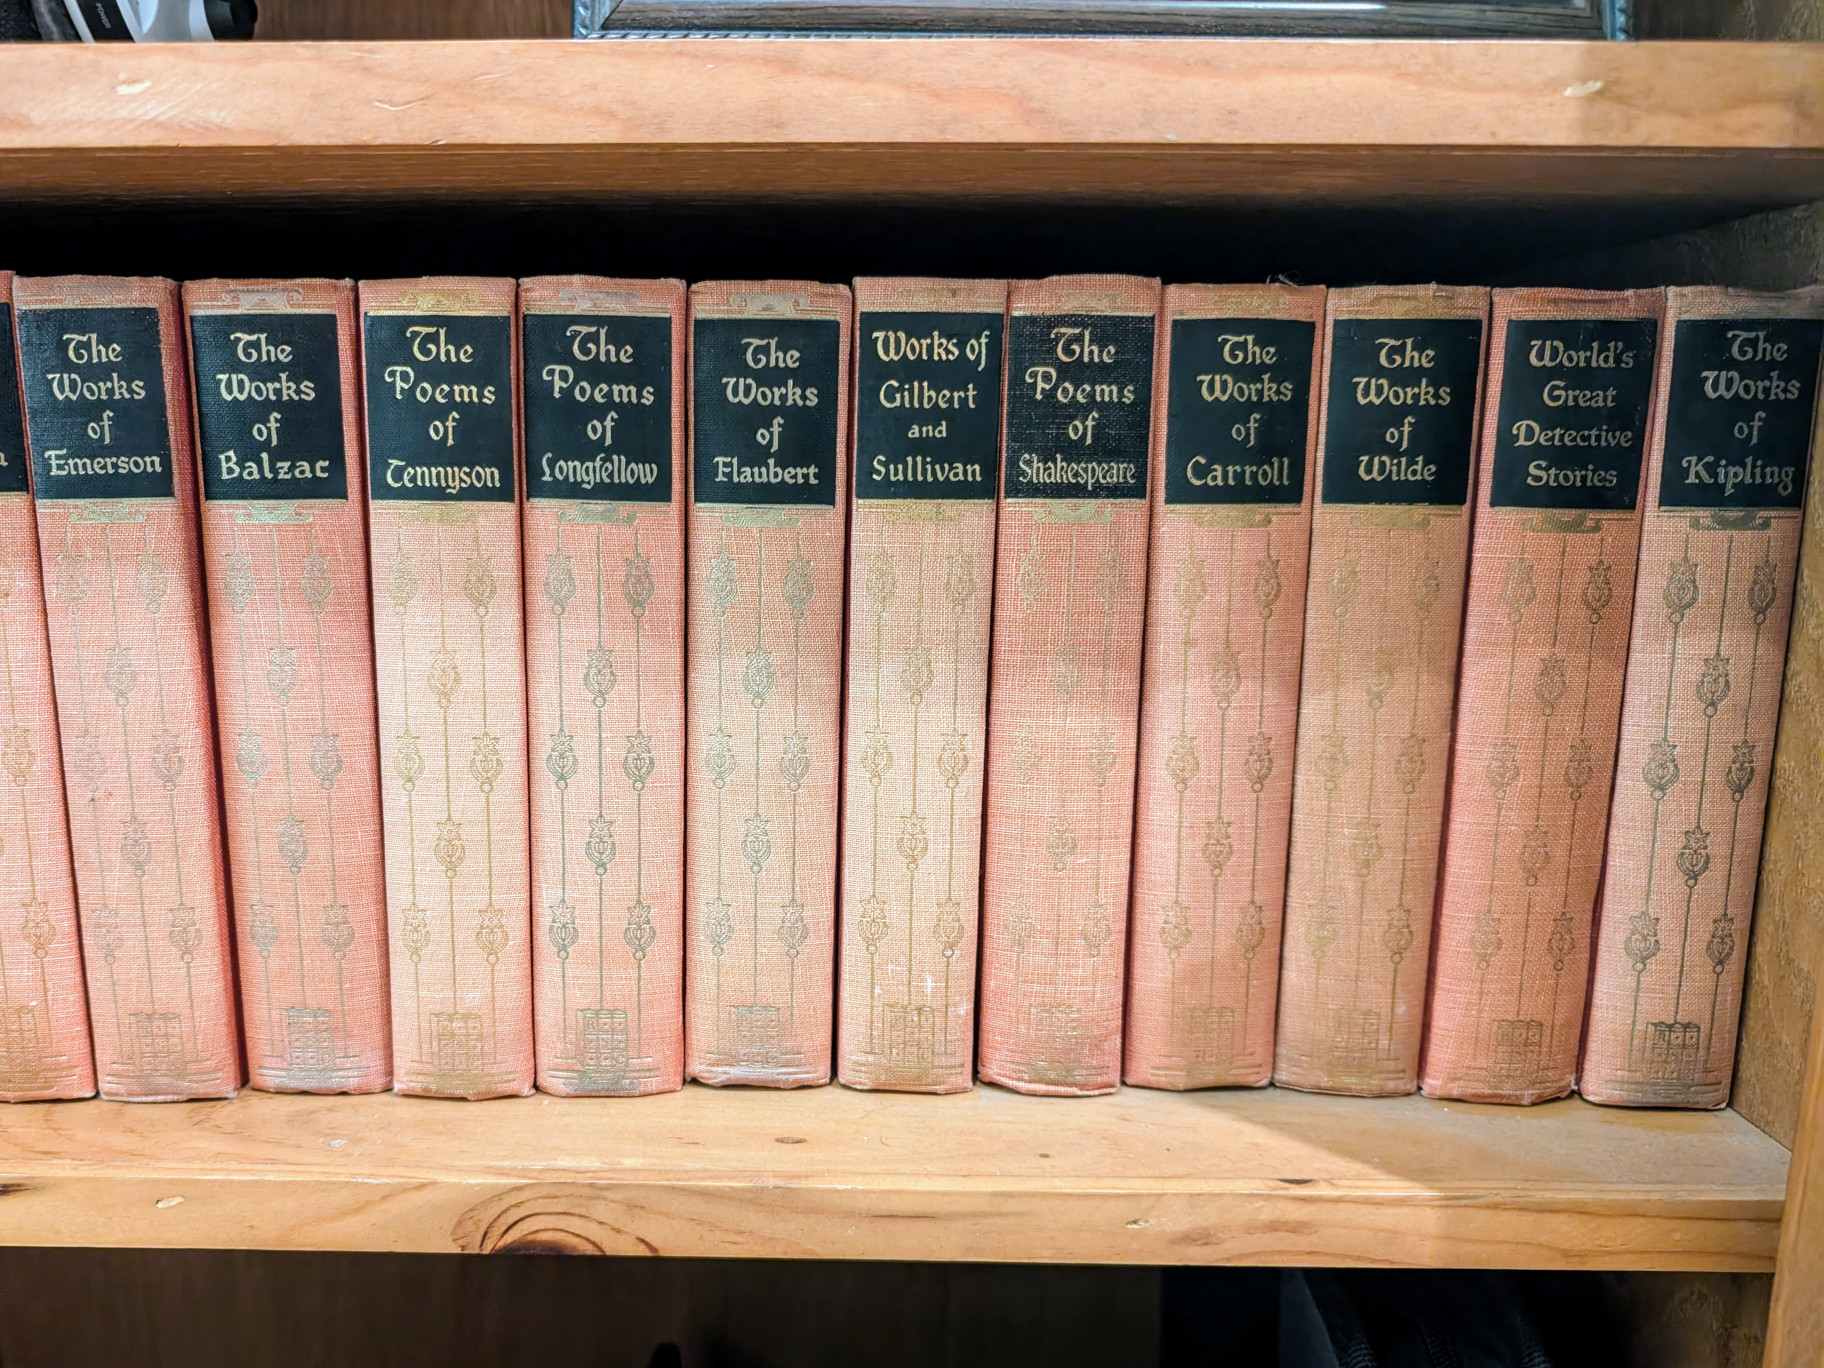 POWER
The
Works
of
Emerson
The
Works
of
Balzac
The
Poems
of
Tennyson
The
Poems
of
Longfellow
The
Works
of
Flaubert
Works of
Gilbert
and
Sullivan
The
Poems
of
Shakespeare
The
Works
of
Carroll
The
Works
of
Wilde
World's
Great
Detective
Stories
The
Works
of
Kipling